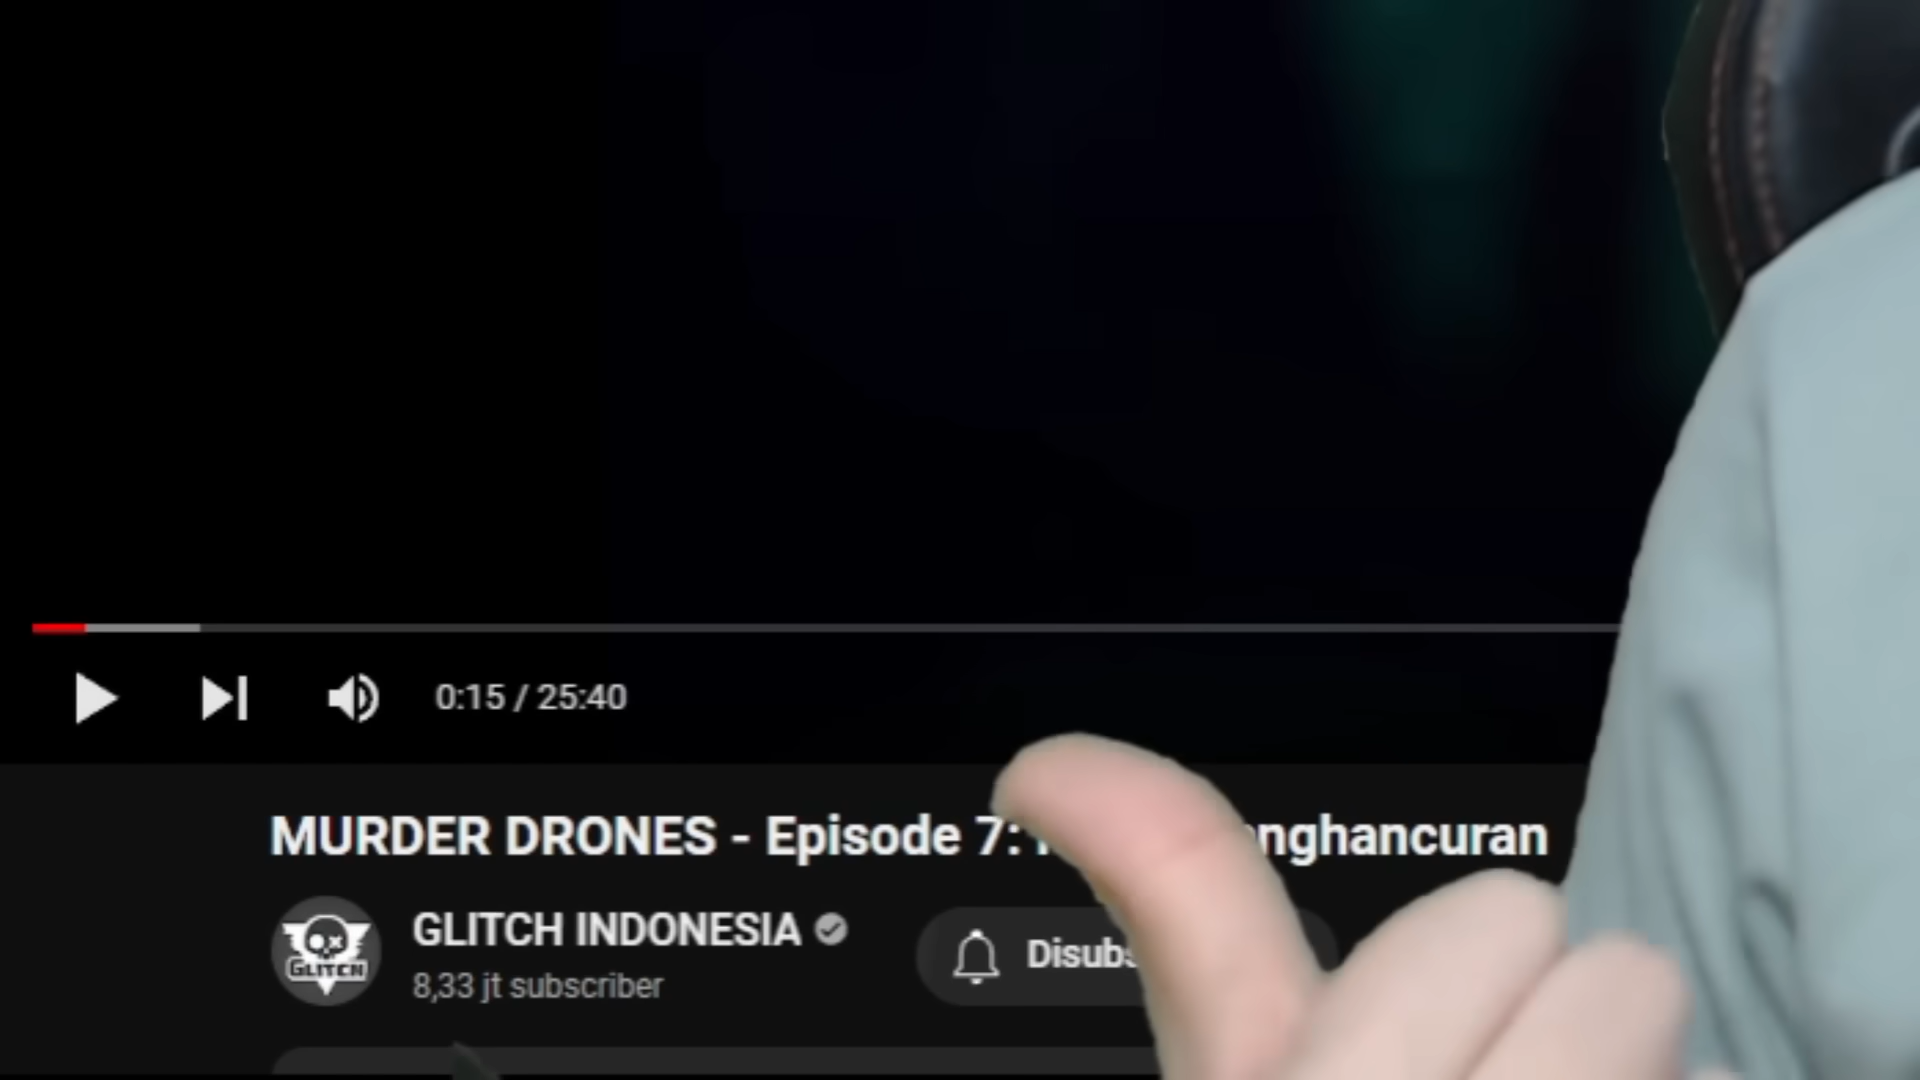 0:15 / 25:40
MURDER DRONES - Episode 7: nghancuran
GLITCH INDONESIA
GLITCH
8,33 jt subscriber
Disubs